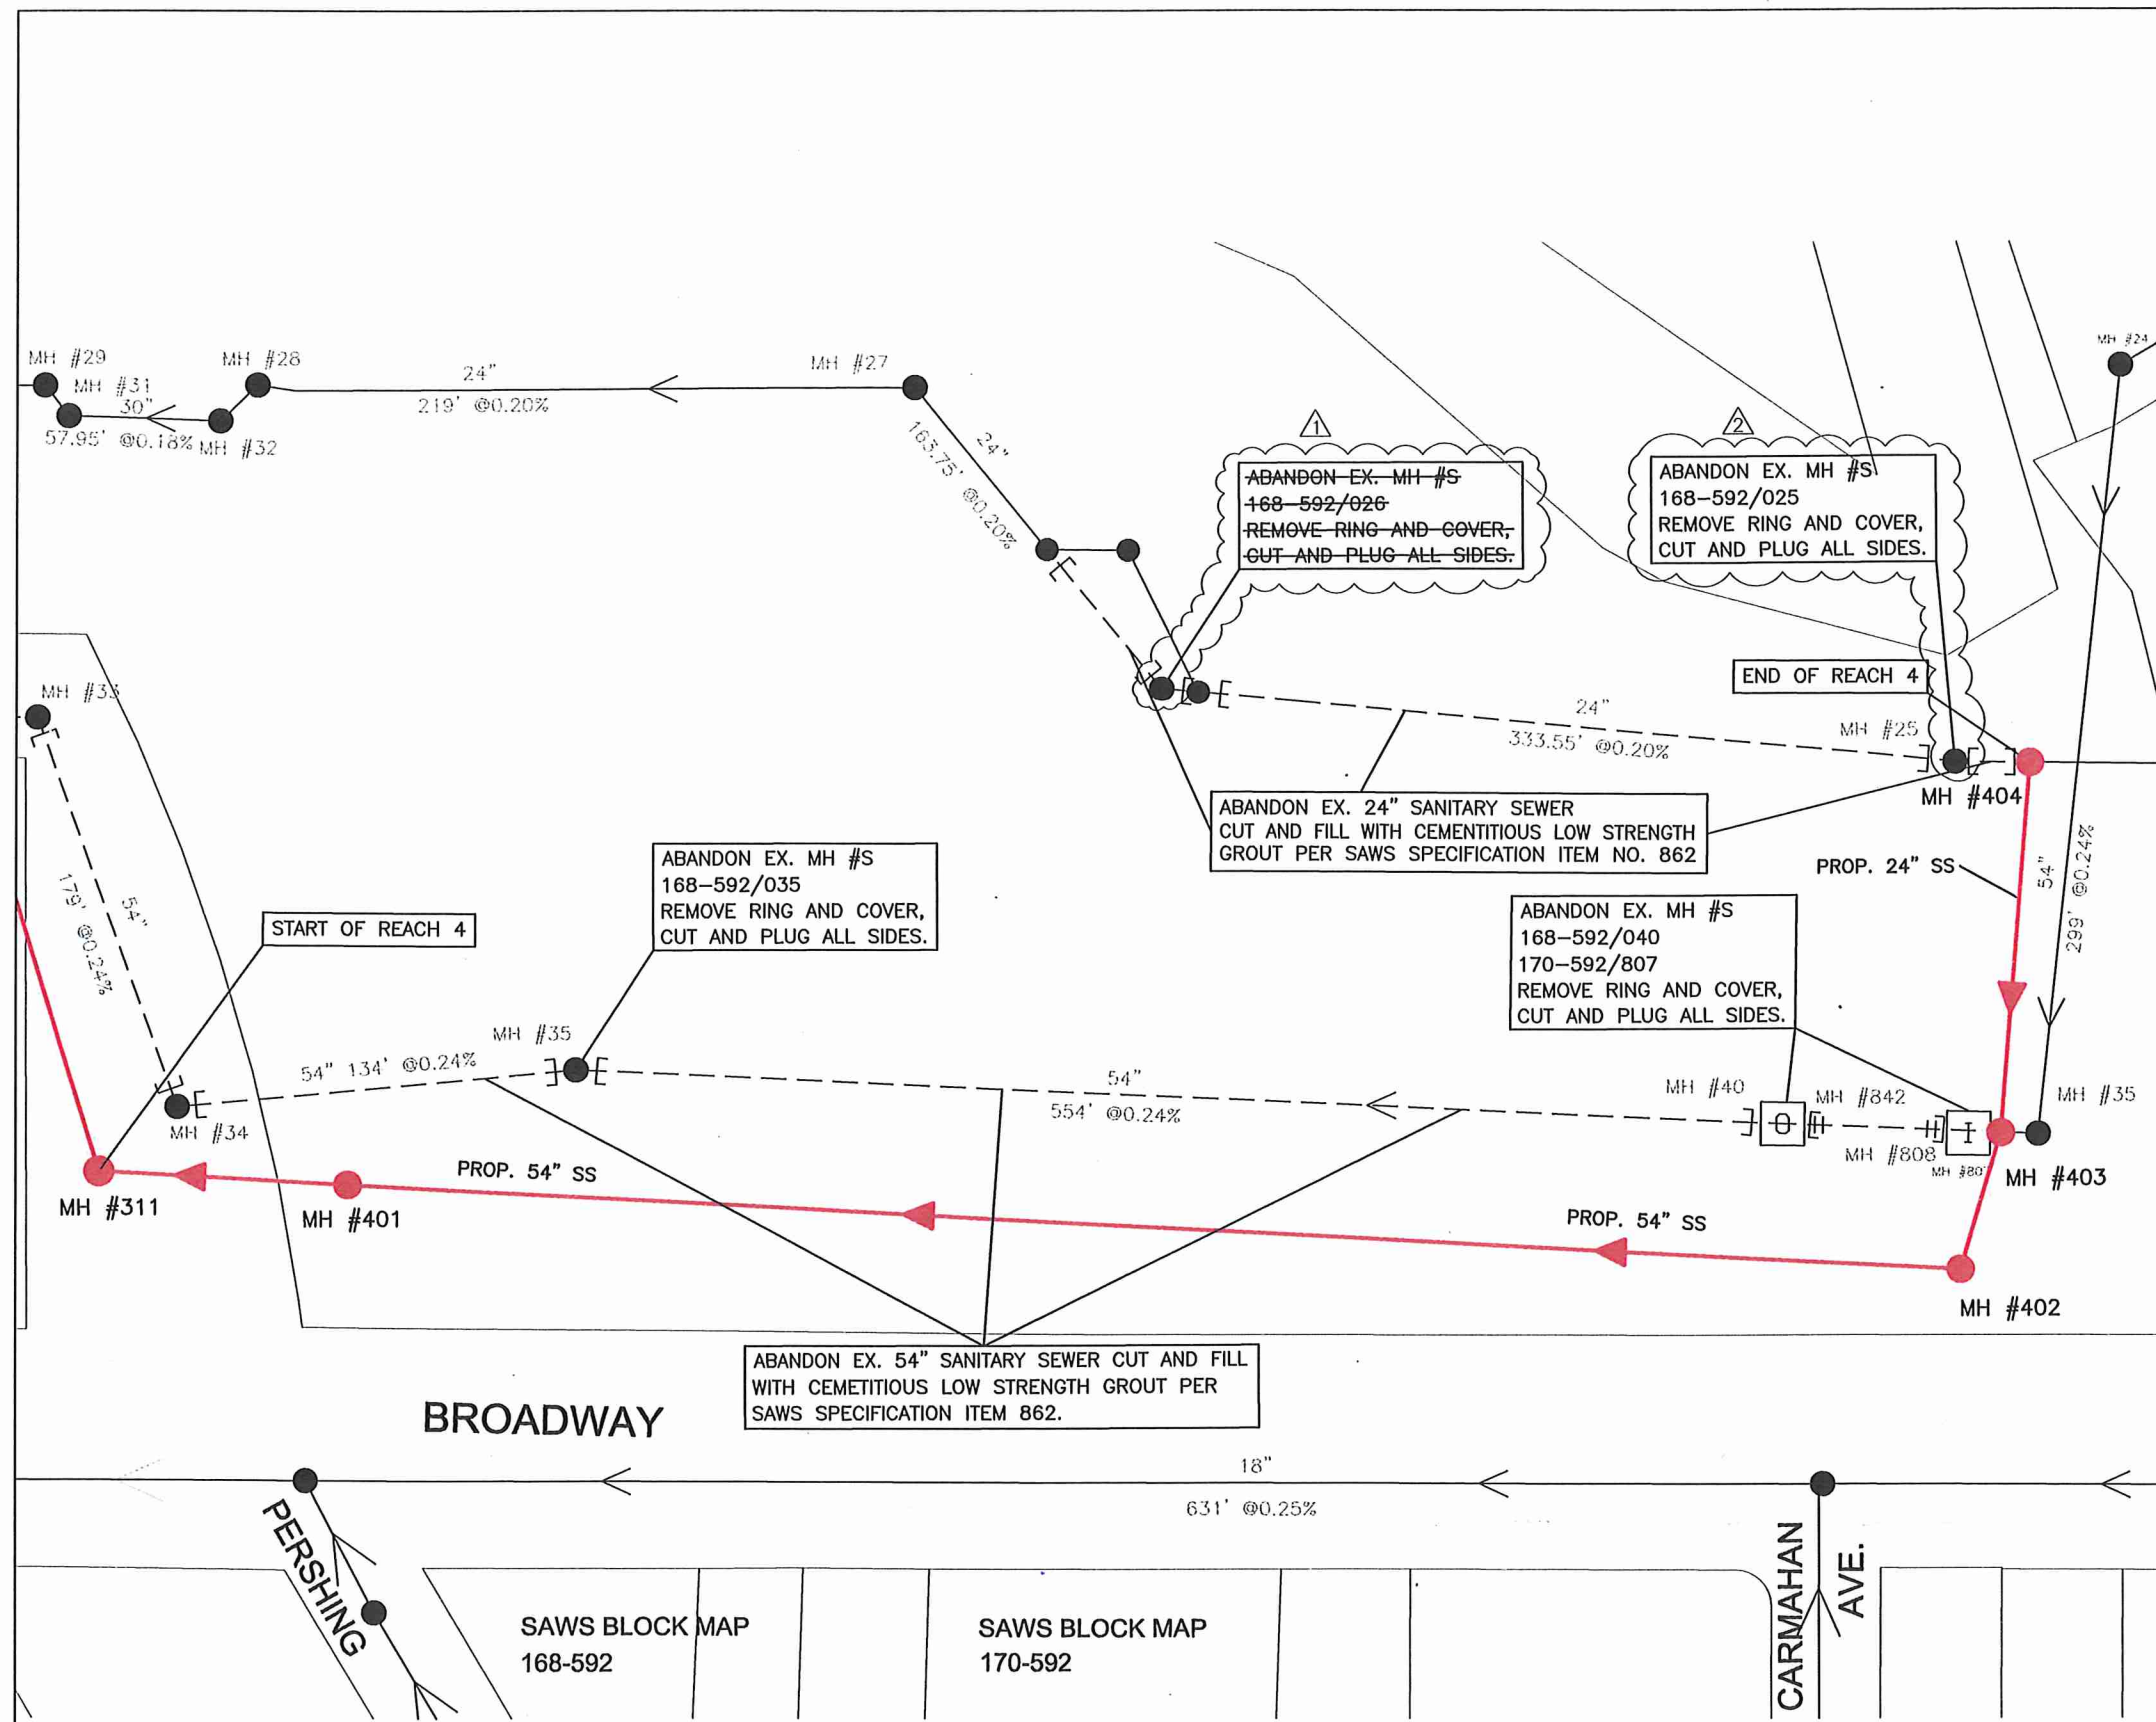 MH #29
MH #31
30"
57.95' @0.18%
MH #32
MH #28
24"
219' @0.20%
MH #27
24"
163.75' @0.20%
1
ABANDON EX. MH #S
168-592/026
REMOVE RING AND COVER,
CUT AND PLUG ALL SIDES.
2
ABANDON EX. MH #S
168-592/025
REMOVE RING AND COVER,
CUT AND PLUG ALL SIDES.
MH #24
END OF REACH 4
24"
333.55' @0.20%
MH #25
MH #404
MH #33
54"
179' @0.24%
START OF REACH 4
ABANDON EX. MH #S
168-592/035
REMOVE RING AND COVER,
CUT AND PLUG ALL SIDES.
ABANDON EX. 24" SANITARY SEWER
CUT AND FILL WITH CEMENTITIOUS LOW STRENGTH
GROUT PER SAWS SPECIFICATION ITEM NO. 862
PROP. 24" SS
54"
299' @0.24%
ABANDON EX. MH #S
168-592/040
170-592/807
REMOVE RING AND COVER,
CUT AND PLUG ALL SIDES.
MH #35
54" 134' @0.24%
MH #34
54"
554' @0.24%
MH #40
MH #842
O
I
MH #808
MH #35
MH #403
MH #311
MH #401
PROP. 54" SS
PROP. 54" SS
MH #402
ABANDON EX. 54" SANITARY SEWER CUT AND FILL
WITH CEMETITIOUS LOW STRENGTH GROUT PER
SAWS SPECIFICATION ITEM 862.
BROADWAY
18"
631' @0.25%
PERSHING
SAWS BLOCK MAP
168-592
SAWS BLOCK MAP
170-592
CARMAHAN
AVE.